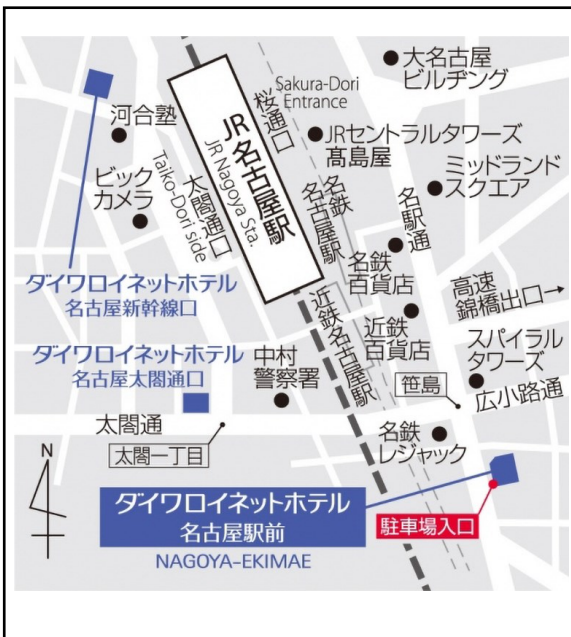 大名古屋
ビルヂング
Sakura-Dori
Entrance
桜通口
河合塾
JR名古屋駅
JR Nagoya Sta.
JRセントラルタワーズ
髙島屋
ミッドランド
スクエア
ビック
カメラ
太閤通口
Taiko-Dori side
名鉄
名古屋駅
名駅通
名鉄
百貨店
ダイワロイネットホテル
名古屋新幹線口
高速
錦橋出口→
近鉄名古屋駅
近鉄
百貨店
スパイラル
タワーズ
ダイワロイネットホテル
名古屋太閤通口
中村
警察署
笹島
広小路通
太閤通
太閤一丁目
名鉄
レジャック
N
ダイワロイネットホテル
名古屋駅前
NAGOYA-EKIMAE
駐車場入口